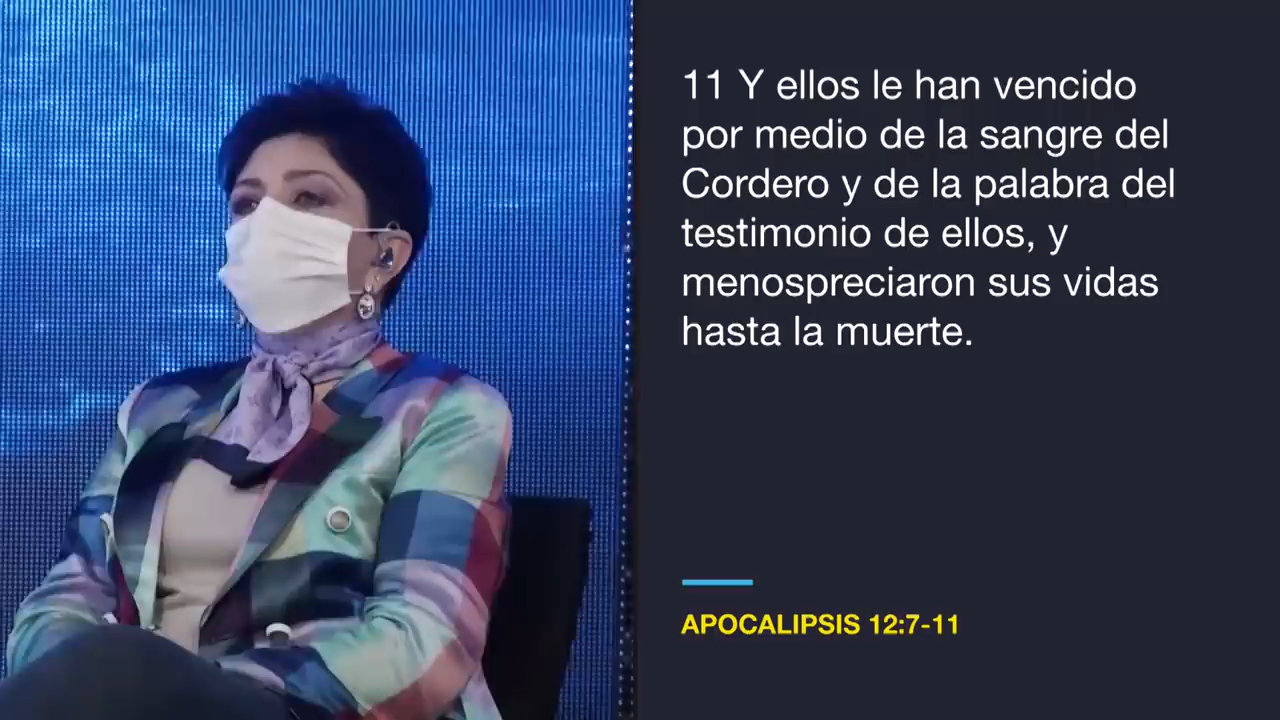 11 Y ellos le han vencido
por medio de la sangre del
Cordero y de la palabra del
testimonio de ellos, y
menospreciaron sus vidas
hasta la muerte.
APOCALIPSIS 12:7-11